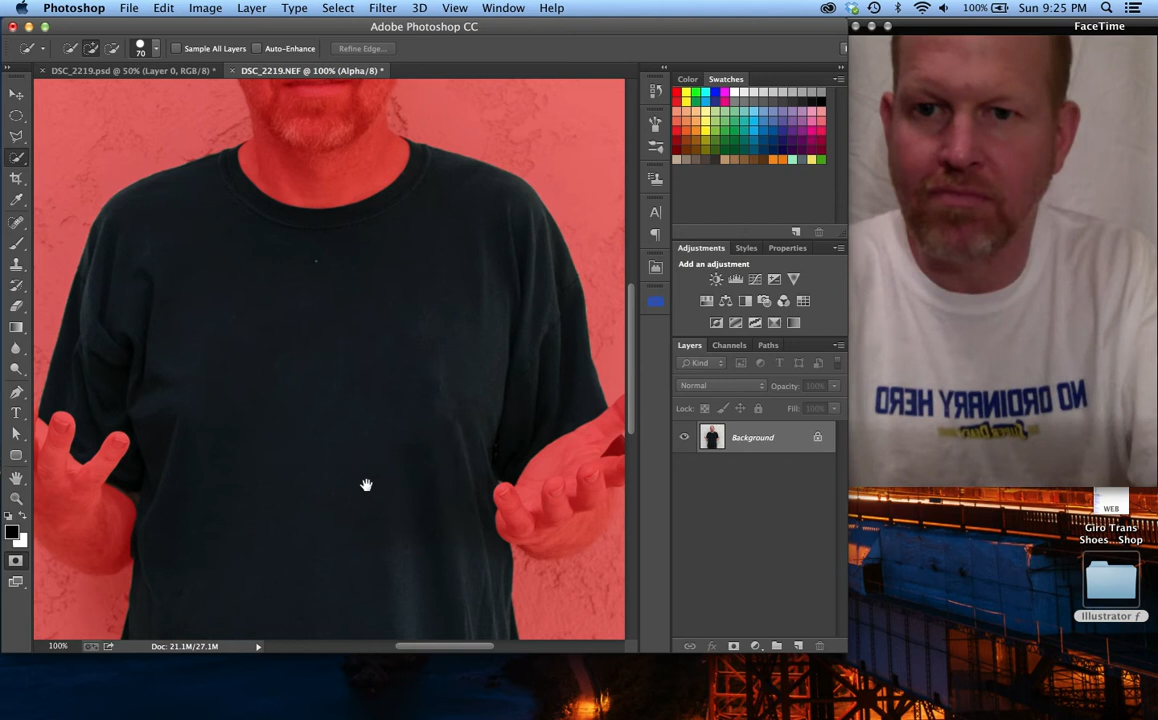 Photoshop File Edit Image Layer Type Select Filter 3D View Window Help 100% Sun 9:25 PM
Adobe Photoshop CC
FaceTime
70 Sample All Layers Auto-Enhance Refine Edge...
DSC_2219.psd @ 50% (Layer 0, RGB/8) * DSC_2219.NEF @ 100% (Alpha/8) *
Color Swatches
Adjustments Styles Properties
Add an adjustment
Layers Channels Paths
Kind
Normal Opacity: 100%
Lock: Fill: 100%
Background
NO ORDINARY HERO
WEB
Giro Trans
Shoes...Shop
Illustrator ƒ
100% Doc: 21.1M/27.1M